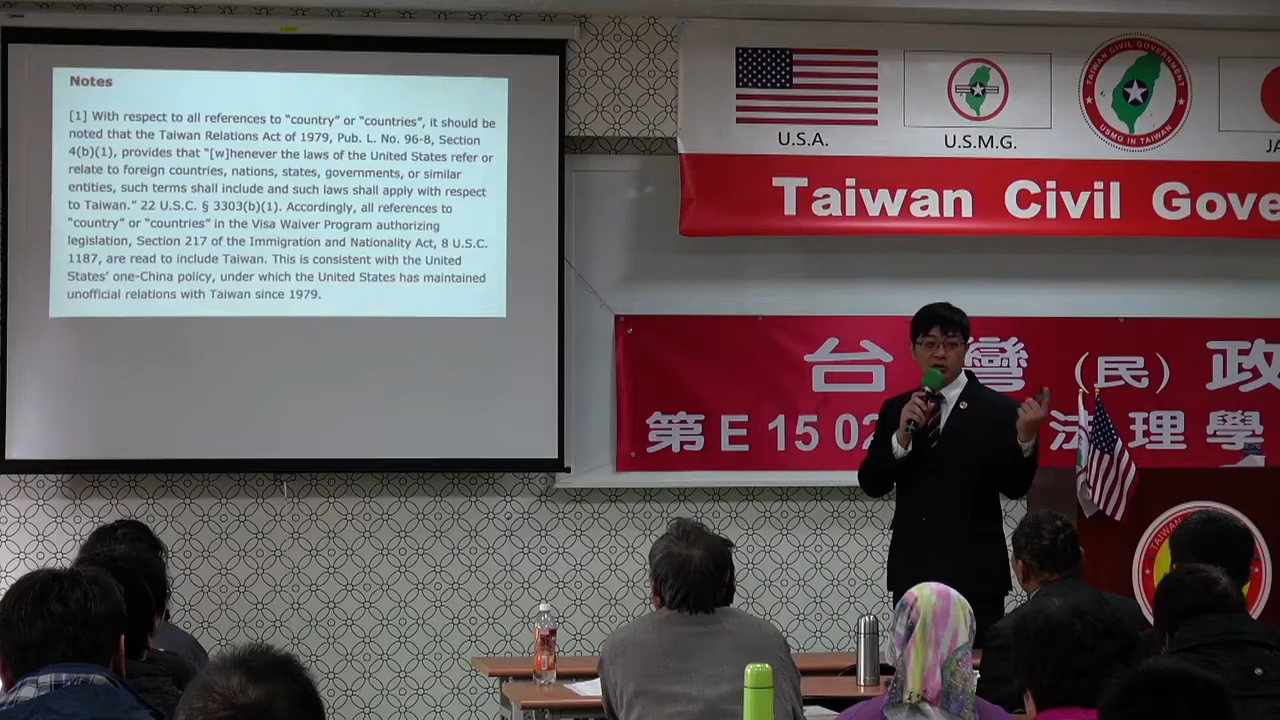 Notes
[1] With respect to all references to “country” or “countries”, it should be
noted that the Taiwan Relations Act of 1979, Pub. L. No. 96-8, Section
4(b)(1), provides that “[w]henever the laws of the United States refer or
relate to foreign countries, nations, states, governments, or similar
entities, such terms shall include and such laws shall apply with respect
to Taiwan.” 22 U.S.C. § 3303(b)(1). Accordingly, all references to
“country” or “countries” in the Visa Waiver Program authorizing
legislation, Section 217 of the Immigration and Nationality Act, 8 U.S.C.
1187, are read to include Taiwan. This is consistent with the United
States’ one-China policy, under which the United States has maintained
unofficial relations with Taiwan since 1979.
TAIWAN CIVIL GOVERNMENT
USMG IN TAIWAN
U.S.A.
U.S.M.G.
JA
Taiwan Civil Gove
台灣（民）政
第E 15 02 法理學
TAIWAN